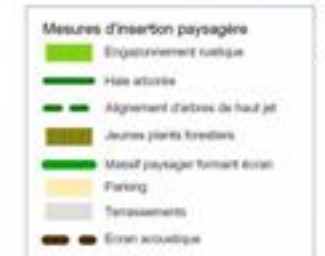 Mesures d'insertion paysagère
Engazonnement rustique
Haie arborée
Alignement d'arbres de haut jet
Jeunes plants forestiers
Massif paysager formant écran
Parking
Terrassements
Ecran acoustique